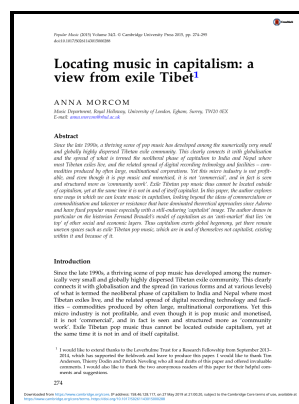 Popular Music (2015) Volume 34/2. © Cambridge University Press 2015, pp. 274–295
doi:10.1017/S0261143015000288
Locating music in capitalism: a
view from exile Tibet1
ANNA MORCOM
Music Department, Royal Holloway, University of London, Egham, Surrey, TW20 0EX
E-mail: anna.morcom@rhul.ac.uk
Abstract
Since the late 1990s, a thriving scene of pop music has developed among the numerically very small
and globally highly dispersed Tibetan exile community. This clearly connects it with globalisation
and the spread of what is termed the neoliberal phase of capitalism to India and Nepal where
most Tibetan exiles live, and the related spread of digital recording technology and facilities – com-
modities produced by often large, multinational corporations. Yet this micro industry is not profit-
able; and even though it is pop music and monetised, it is not ‘commercial’, and in fact is seen
and structured more as ‘community work’. Exile Tibetan pop music thus cannot be located outside
of capitalism, yet at the same time it is not in and of itself capitalist. In this paper, the author explores
new ways in which we can locate music in capitalism, looking beyond the ideas of commercialism or
commodification and takeover or resistance that have dominated theoretical approaches since Adorno
and have fixed popular music especially with a still-enduring ‘capitalist’ image. The author draws in
particular on the historian Fernand Braudel’s model of capitalism as an ‘anti-market’ that lies ‘on
top’ of other social and economic layers. Thus capitalism exerts global hegemony, yet there remain
uneven spaces such as exile Tibetan pop music, which are in and of themselves not capitalist, existing
within it and because of it.
Introduction
Since the late 1990s, a thriving scene of pop music has developed among the numer-
ically very small and globally highly dispersed Tibetan exile community. This clearly
connects it with globalisation and the spread (in various forms and at various levels)
of what is termed the neoliberal phase of capitalism to India and Nepal where most
Tibetan exiles live, and the related spread of digital recording technology and facil-
ities – commodities produced by often large, multinational corporations. Yet this
micro industry is not profitable, and even though it is pop music and monetised,
it is not ‘commercial’, and in fact is seen and structured more as ‘community
work’. Exile Tibetan pop music thus cannot be located outside capitalism, yet at
the same time it is not in and of itself capitalist.
1 I would like to extend thanks to the Leverhulme Trust for a Research Fellowship from September 2013–
2014, which has supported the fieldwork and leave to produce this paper. I would like to thank Tim
Anderson, Thierry Dodin and Patrick Neveling who all read drafts of this paper and offered invaluable
comments. I would also like to thank the two anonymous readers of this paper for their helpful com-
ments and suggestions.
274